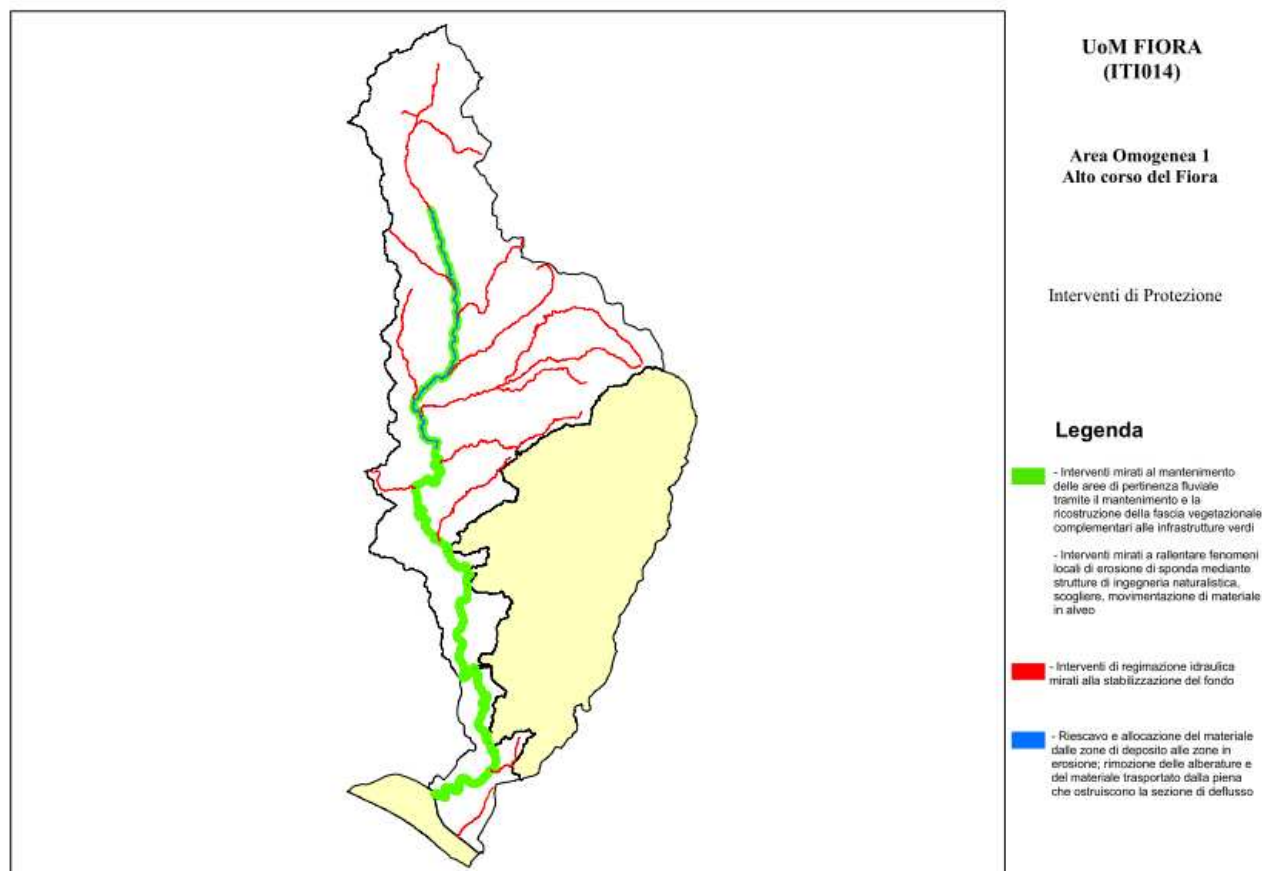 UoM FIORA
(ITI014)
Area Omogenea 1
Alto corso del Fiora
Interventi di Protezione
Legenda
- Interventi mirati al mantenimento
delle aree di pertinenza fluviale
tramite il mantenimento e la
ricostruzione della fascia vegetazionale
complementari alle infrastrutture verdi
- Interventi mirati a rallentare fenomeni
locali di erosione di sponda mediante
strutture di ingegneria naturalistica,
scogliere, movimentazione di materiale
in alveo
- Interventi di regimazione idraulica
mirati alla stabilizzazione del fondo
- Riescavo e allocazione del materiale
dalle zone di deposito alle zone in
erosione; rimozione delle alberature e
del materiale trasportato dalla piena
che ostruiscono la sezione di deflusso